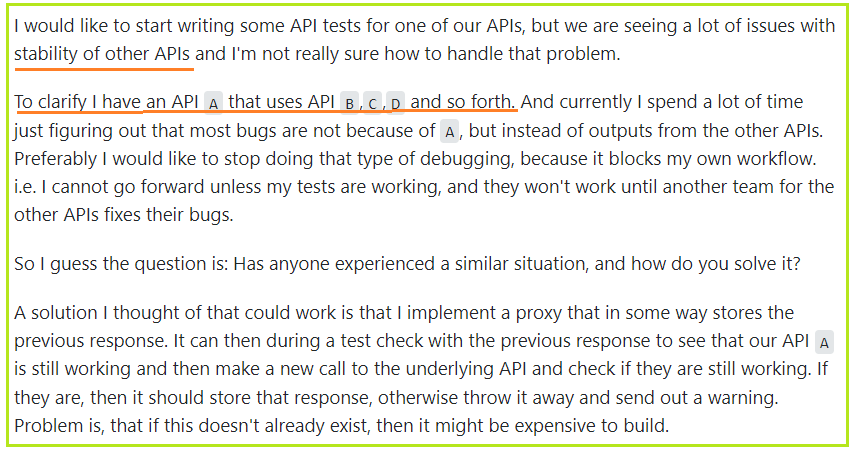 I would like to start writing some API tests for one of our APIs, but we are seeing a lot of issues with
stability of other APIs and I'm not really sure how to handle that problem.
To clarify I have an API A that uses API B, C, D and so forth. And currently I spend a lot of time
just figuring out that most bugs are not because of A, but instead of outputs from the other APIs.
Preferably I would like to stop doing that type of debugging, because it blocks my own workflow.
i.e. I cannot go forward unless my tests are working, and they won't work until another team for the
other APIs fixes their bugs.
So I guess the question is: Has anyone experienced a similar situation, and how do you solve it?
A solution I thought of that could work is that I implement a proxy that in some way stores the
previous response. It can then during a test check with the previous response to see that our API A
is still working and then make a new call to the underlying API and check if they are still working. If
they are, then it should store that response, otherwise throw it away and send out a warning.
Problem is, that if this doesn't already exist, then it might be expensive to build.